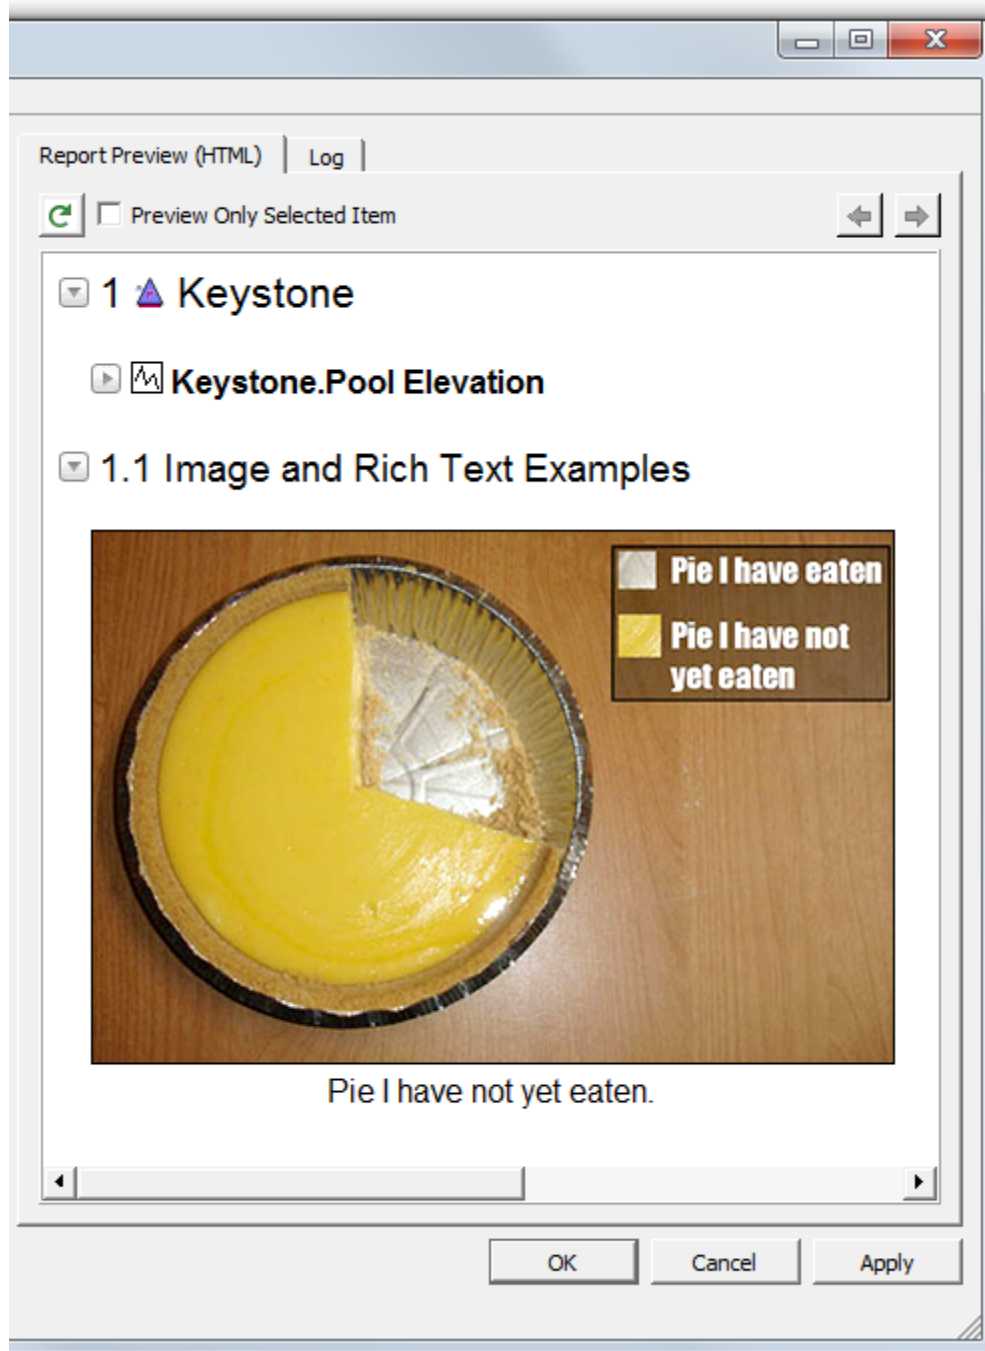 Report Preview (HTML)
Log
Preview Only Selected Item
1 Keystone
Keystone.Pool Elevation
1.1 Image and Rich Text Examples
Pie I have eaten
Pie I have not
yet eaten
Pie I have not yet eaten.
OK
Cancel
Apply